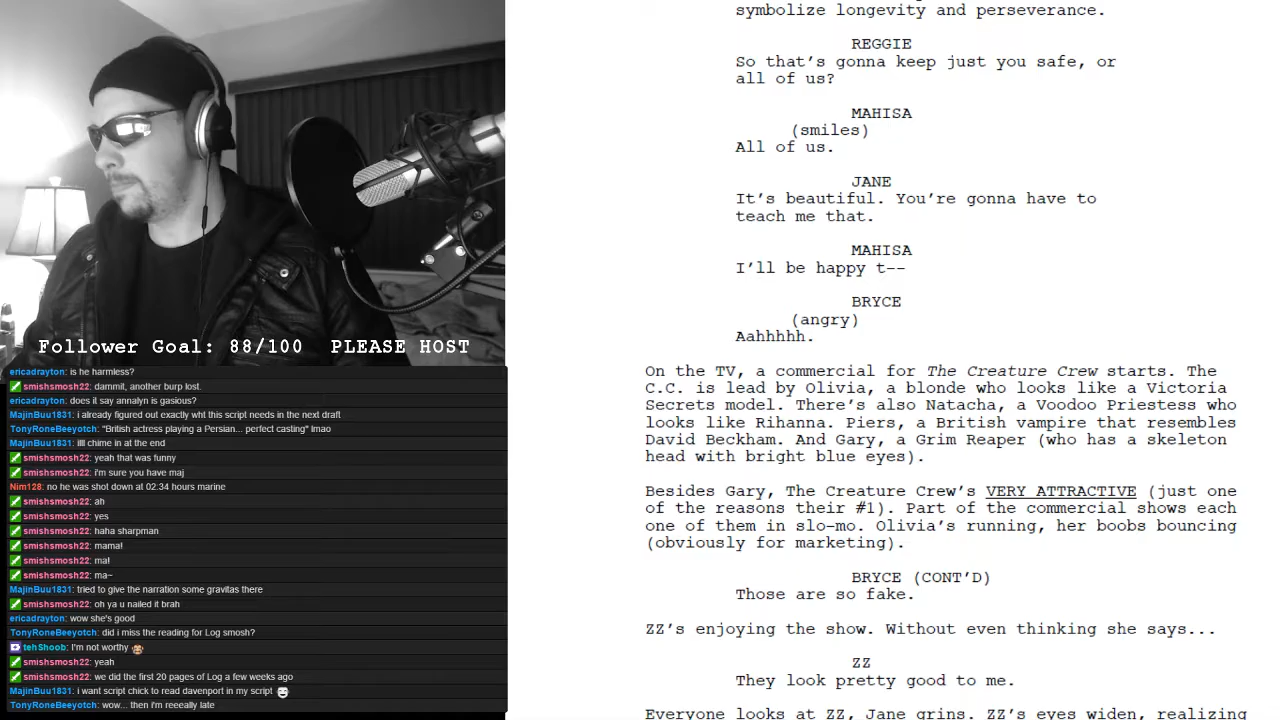 Follower Goal: 88/100 PLEASE HOST
ericadrayton: is he harmless?
smishsmosh22: dammit, another burp lost.
ericadrayton: does it say annalyn is gasious?
MajinBuu1831: i already figured out exactly wht this script needs in the next draft
TonyRoneBeeyotch: "British actress playing a Persian... perfect casting" lmao
MajinBuu1831: illl chime in at the end
smishsmosh22: yeah that was funny
smishsmosh22: i'm sure you have maj
Nim128: no he was shot down at 02:34 hours marine
smishsmosh22: ah
smishsmosh22: yes
smishsmosh22: haha sharpman
smishsmosh22: mama!
smishsmosh22: ma!
smishsmosh22: ma~
MajinBuu1831: tried to give the narration some gravitas there
smishsmosh22: oh ya u nailed it brah
ericadrayton: wow she's good
TonyRoneBeeyotch: did i miss the reading for Log smosh?
tehShoob: I'm not worthy
smishsmosh22: yeah
smishsmosh22: we did the first 20 pages of Log a few weeks ago
MajinBuu1831: i want script chick to read davenport in my script
TonyRoneBeeyotch: wow... then i'm reeeally late
symbolize longevity and perseverance.
REGGIE
So that's gonna keep just you safe, or
all of us?
MAHISA
(smiles)
All of us.
JANE
It's beautiful. You're gonna have to
teach me that.
MAHISA
I'll be happy t--
BRYCE
(angry)
Aahhhhh.
On the TV, a commercial for The Creature Crew starts. The
C.C. is lead by Olivia, a blonde who looks like a Victoria
Secrets model. There's also Natacha, a Voodoo Priestess who
looks like Rihanna. Piers, a British vampire that resembles
David Beckham. And Gary, a Grim Reaper (who has a skeleton
head with bright blue eyes).
Besides Gary, The Creature Crew's VERY ATTRACTIVE (just one
of the reasons their #1). Part of the commercial shows each
one of them in slo-mo. Olivia's running, her boobs bouncing
(obviously for marketing).
BRYCE (CONT'D)
Those are so fake.
ZZ's enjoying the show. Without even thinking she says...
ZZ
They look pretty good to me.
Everyone looks at ZZ, Jane grins. ZZ's eyes widen, realizing